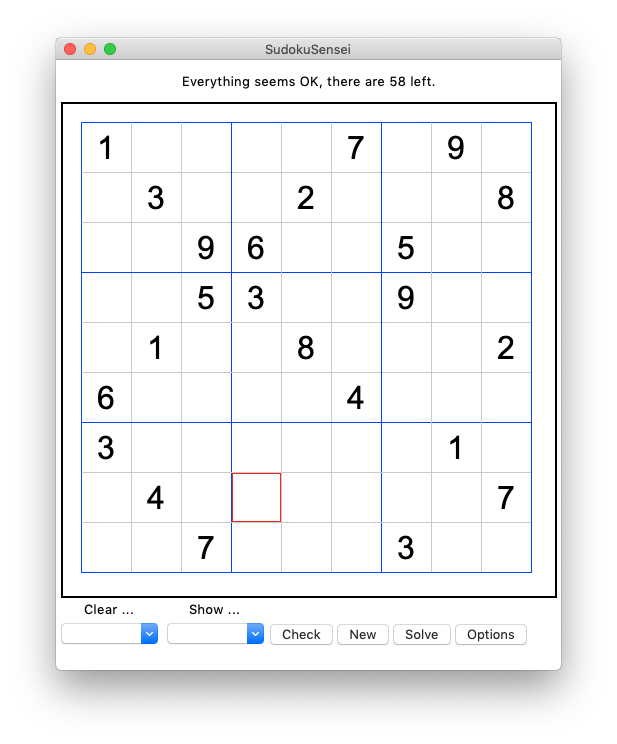 SudokuSensei
Everything seems OK, there are 58 left.
1 7 9
3 2 8
9 6 5
5 3 9
1 8 2
6 4
3 1
4 7
7 3
Clear ... Show ...
Check New Solve Options